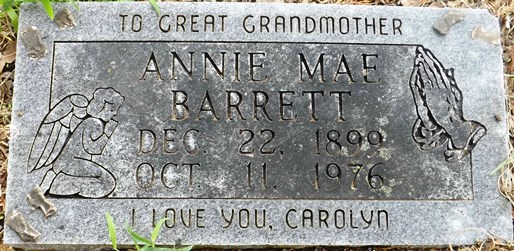 TO GREAT GRANDMOTHER
ANNIE MAE
BARRETT
DEC. 22, 1899
OCT. 11, 1976
I LOVE YOU, CAROLYN